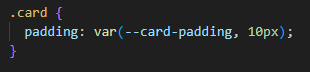 .card {
  padding: var(--card-padding, 10px);
}